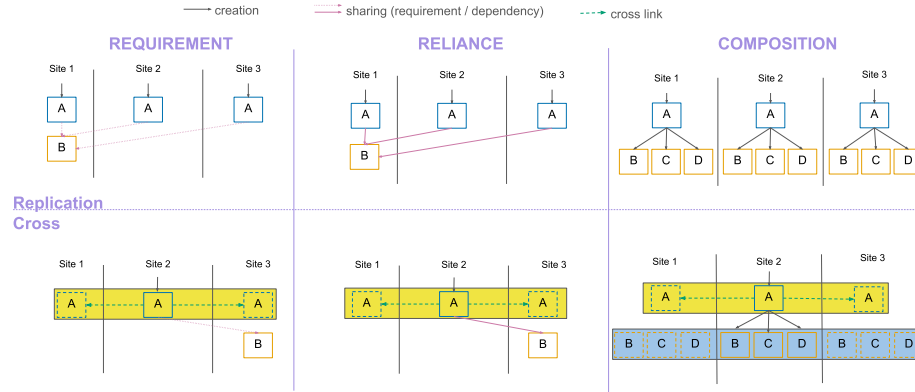 creation
sharing (requirement / dependency)
cross link
REQUIREMENT
RELIANCE
COMPOSITION
Site 1 Site 2 Site 3
A A A
B
Site 1 Site 2 Site 3
A A A
B
Site 1 Site 2 Site 3
A A A
B C D B C D B C D
Replication
Cross
Site 1 Site 2 Site 3
A A A
B
Site 1 Site 2 Site 3
A A A
B
Site 1 Site 2 Site 3
A A A
B C D B C D B C D